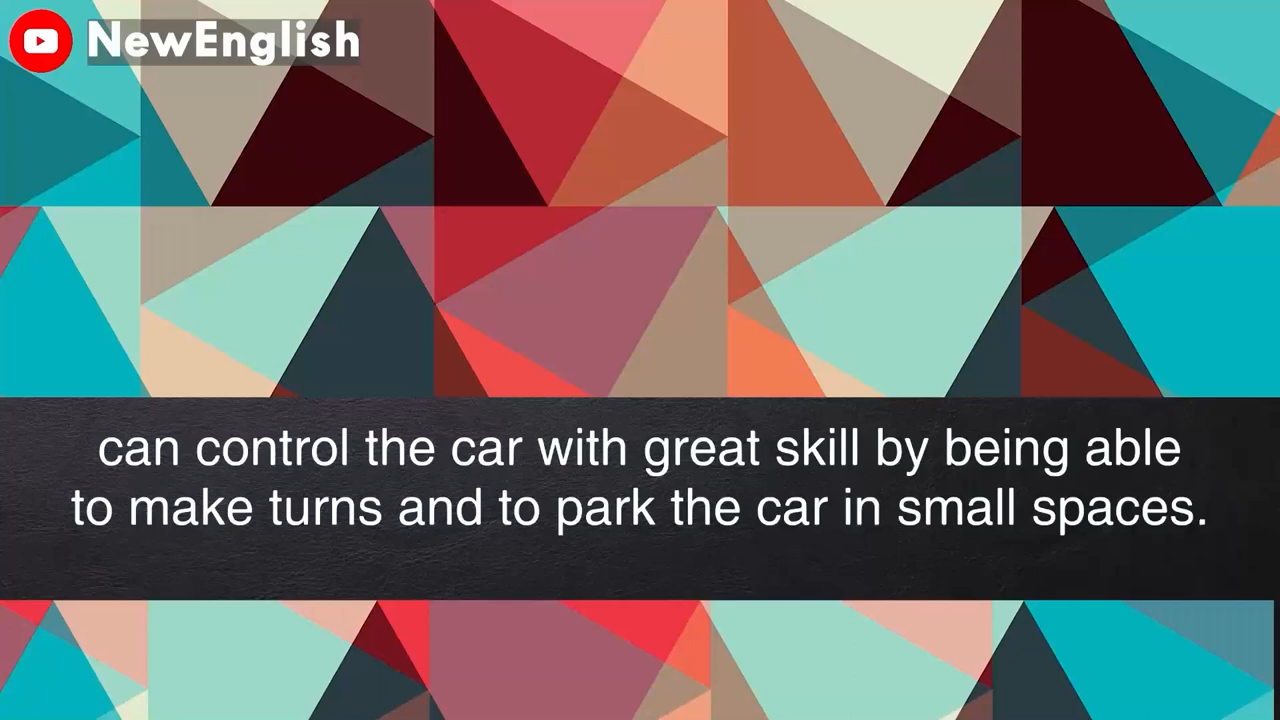 NewEnglish
can control the car with great skill by being able
to make turns and to park the car in small spaces.